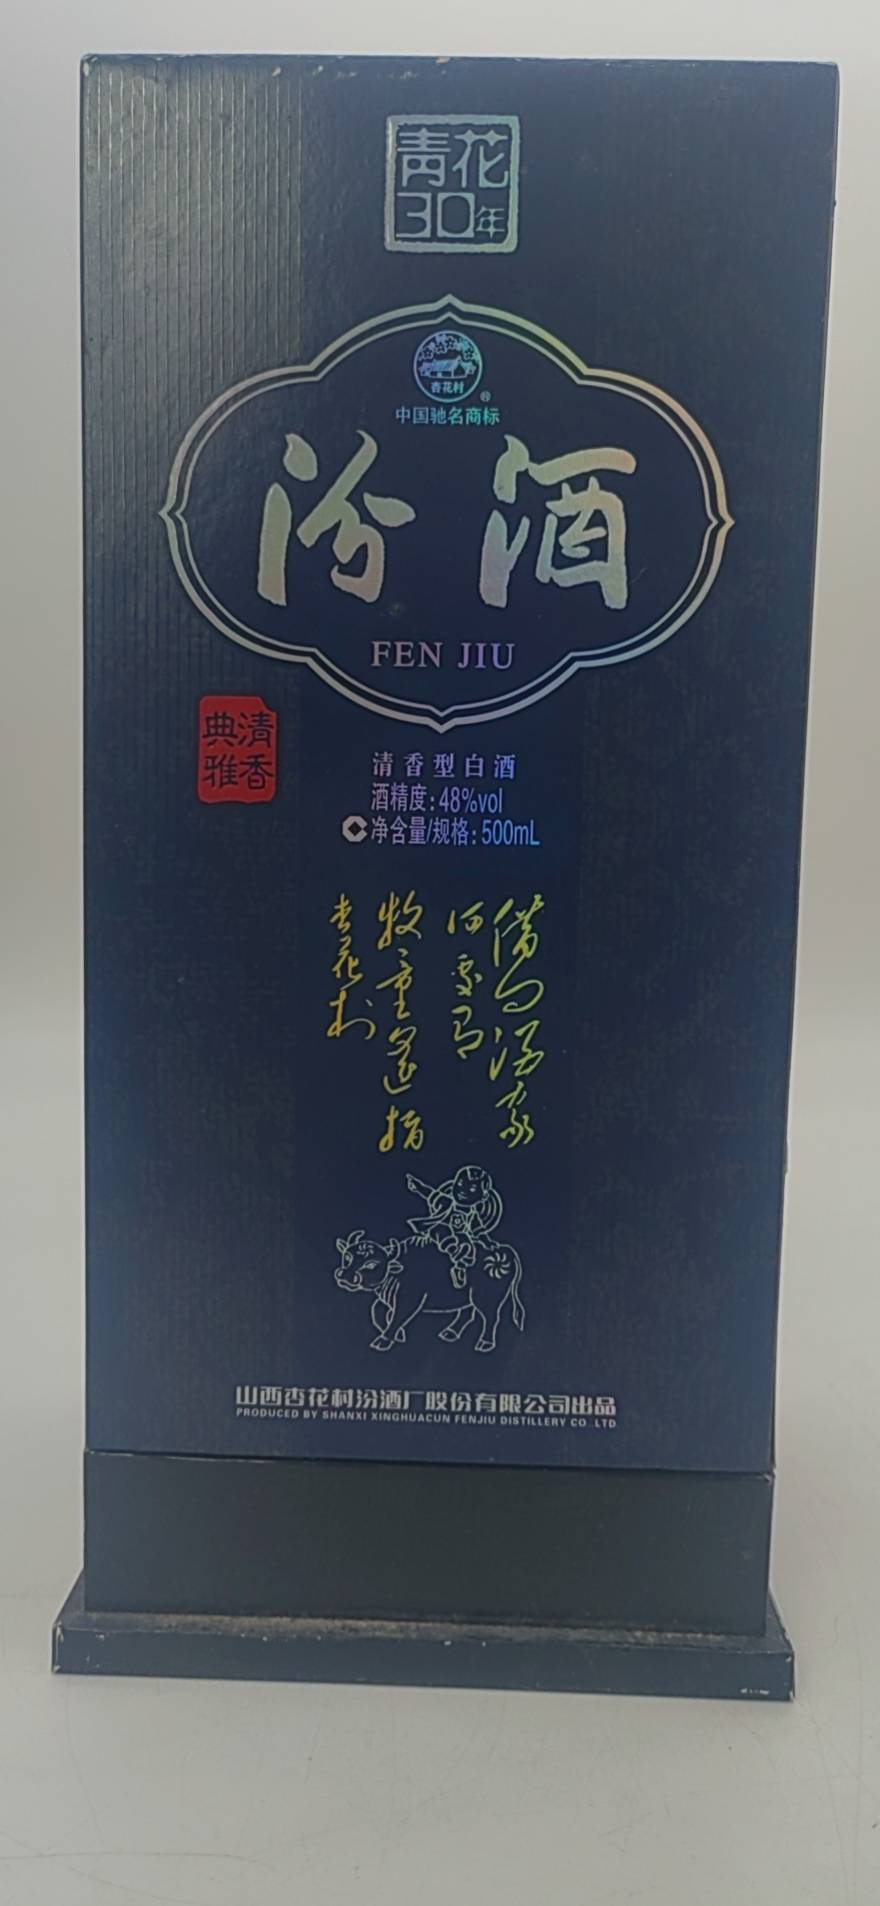 青花
30年
杏花村
®
中国驰名商标
汾酒
FEN JIU
清香
典雅
清香型白酒
酒精度:48%vol
净含量/规格:500mL
借问酒家
何处有
牧童遥指
杏花村
山西杏花村汾酒厂股份有限公司出品
PRODUCED BY SHANXI XINGHUACUN FENJIU DISTILLERY CO.,LTD